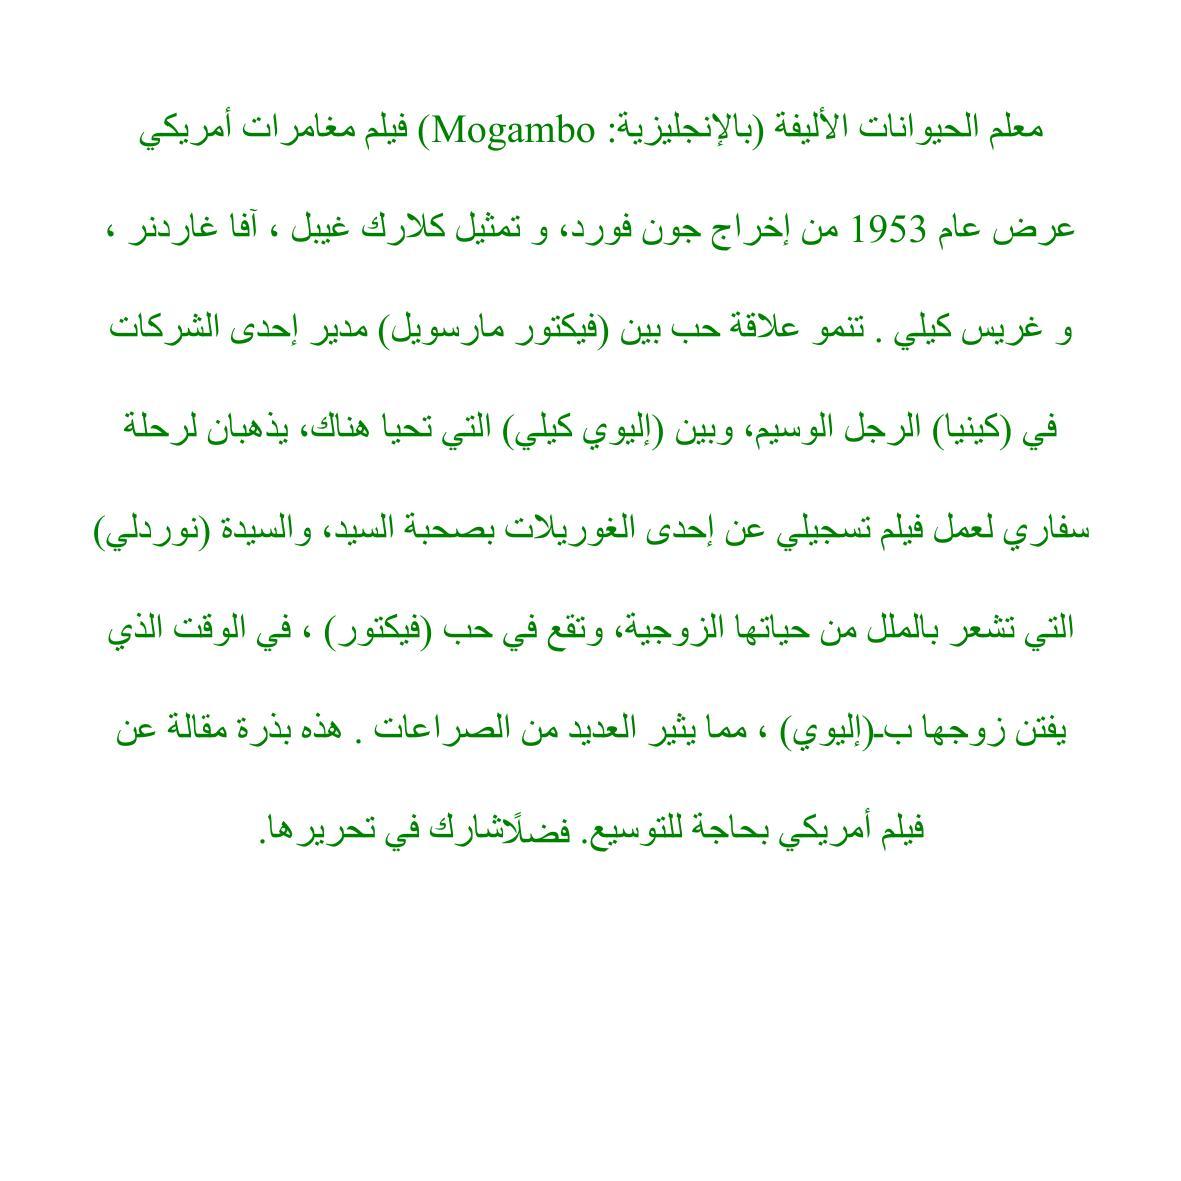 معلم الحيوانات الأليفة (بالإنجليزية: Mogambo) فيلم مغامرات أمريكي
عرض عام 1953 من إخراج جون فورد، و تمثيل كلارك غيبل ، آفا غاردنر ،
و غريس كيلي . تنمو علاقة حب بين (فيكتور مارسويل) مدير إحدى الشركات
في (كينيا) الرجل الوسيم، وبين (إليوي كيلي) التي تحيا هناك، يذهبان لرحلة
سفاري لعمل فيلم تسجيلي عن إحدى الغوريلات بصحبة السيد، والسيدة (نوردلي)
التي تشعر بالملل من حياتها الزوجية، وتقع في حب (فيكتور) ، في الوقت الذي
يفتن زوجها بـ(إليوي) ، مما يثير العديد من الصراعات . هذه بذرة مقالة عن
فيلم أمريكي بحاجة للتوسيع. فضلًاشارك في تحريرها.